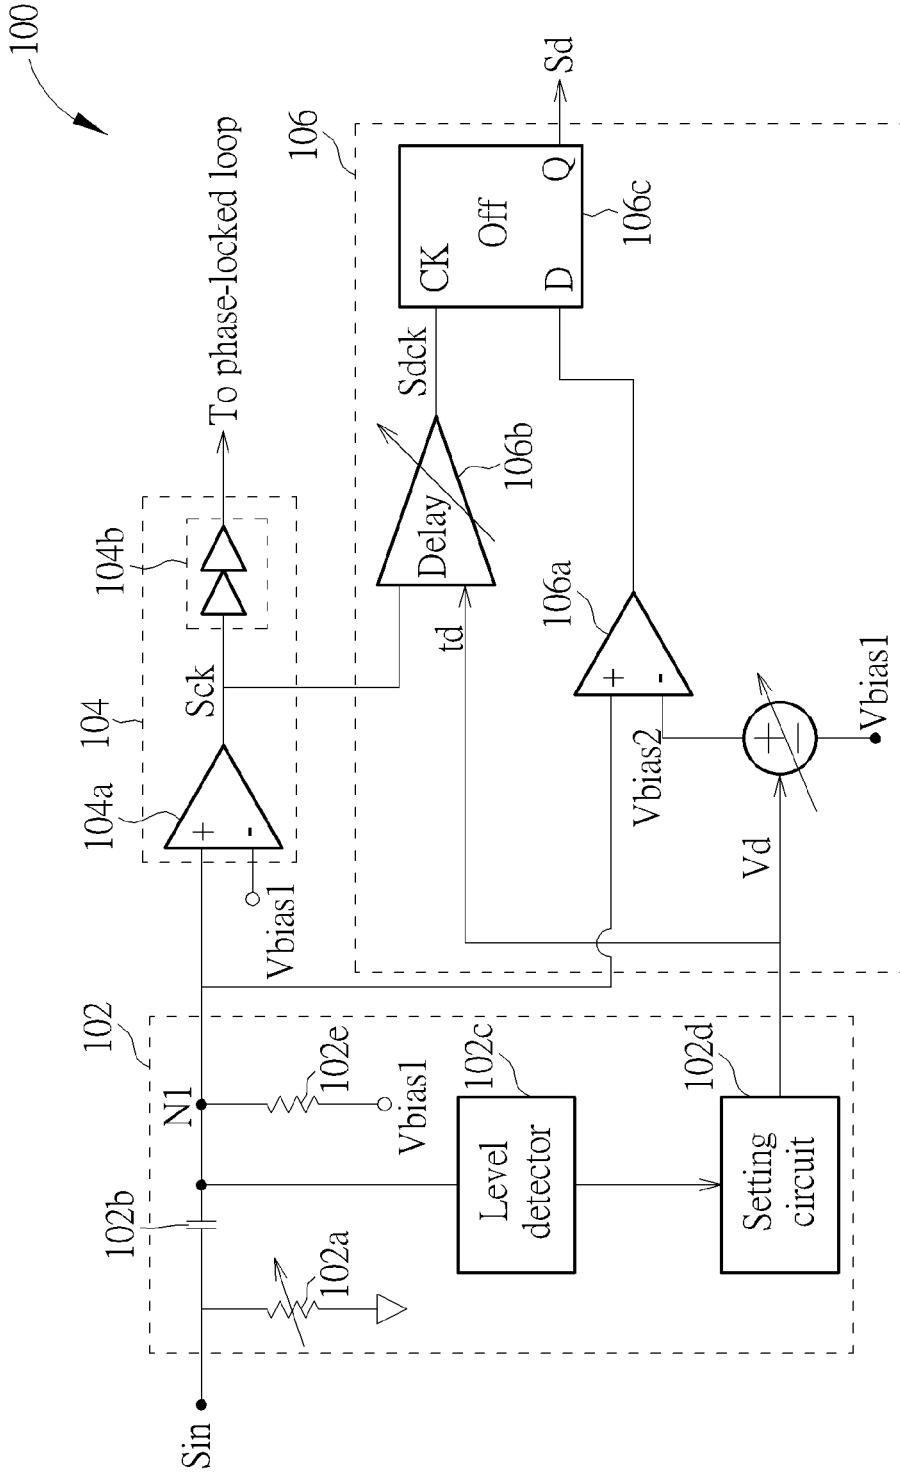 100
To phase-locked loop
104
104b
104a
Sck
+
-
Vbias1
102
N1
102b
102e
Vbias1
102a
Sin
102c
Level
detector
102d
Setting
circuit
106
Sd
Q
Off
CK
D
106c
Sdck
Delay
106b
td
106a
+
-
Vbias2
Vd
+
−
Vbias1